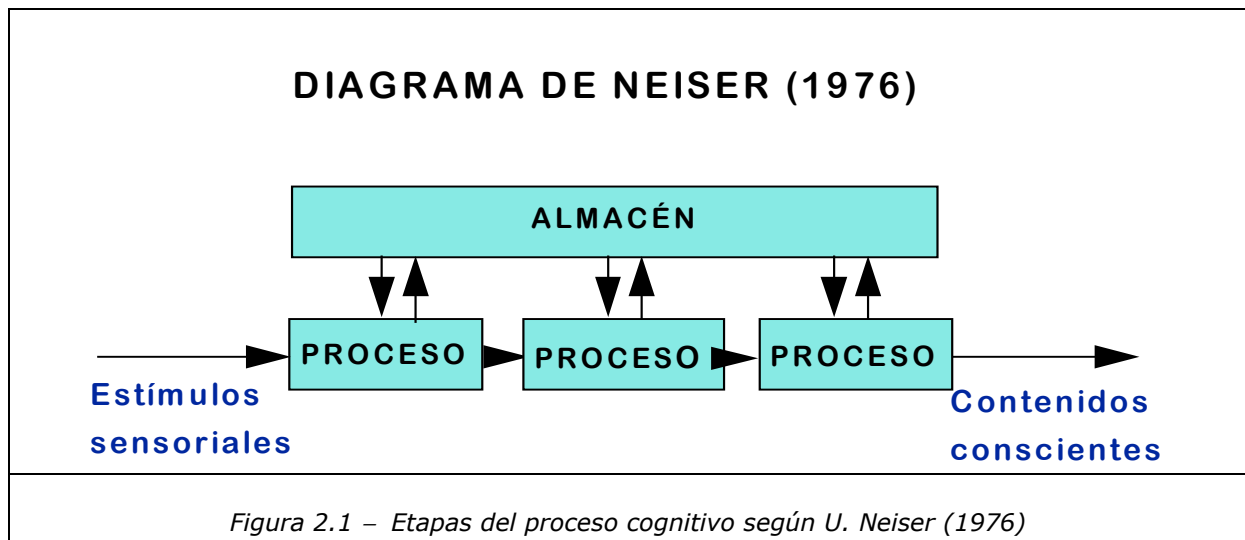 DIAGRAMA DE NEISER (1976)
ALMACÉN
PROCESO
PROCESO
PROCESO
Estímulos
sensoriales
Contenidos
conscientes
Figura 2.1 – Etapas del proceso cognitivo según U. Neiser (1976)